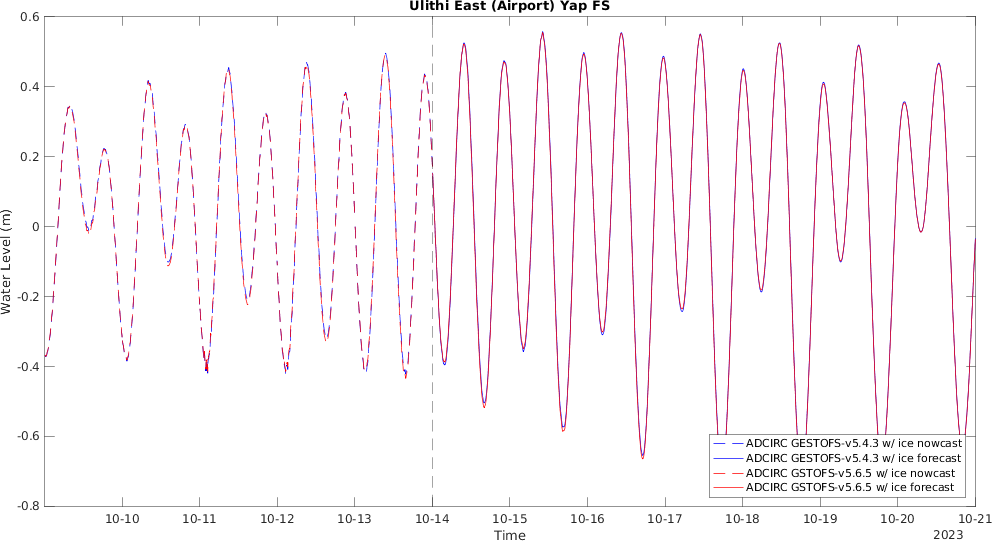 Ulithi East (Airport) Yap FS
0.6
0.4
0.2
0
-0.2
-0.4
-0.6
-0.8
Water Level (m)
ADCIRC GESTOFS-v5.4.3 w/ ice nowcast
ADCIRC GESTOFS-v5.4.3 w/ ice forecast
ADCIRC GSTOFS-v5.6.5 w/ ice nowcast
ADCIRC GSTOFS-v5.6.5 w/ ice forecast
10-10 10-11 10-12 10-13 10-14 10-15 10-16 10-17 10-18 10-19 10-20 10-21
Time
2023